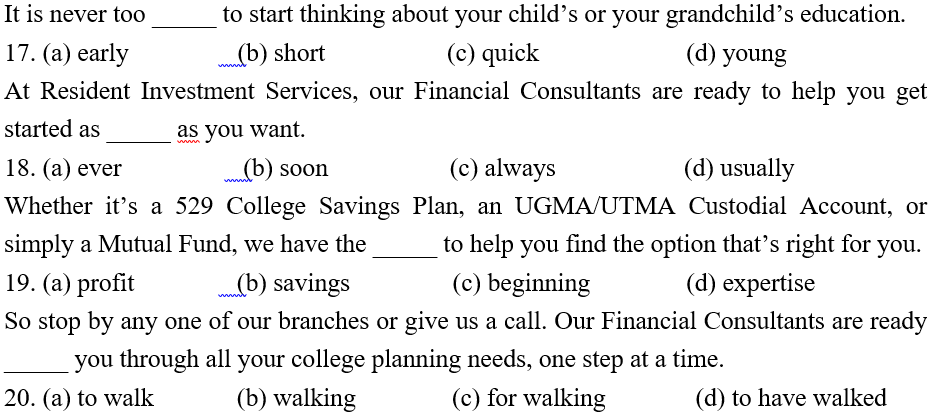 It is never too _____ to start thinking about your child’s or your grandchild’s education.
17. (a) early (b) short (c) quick (d) young
At Resident Investment Services, our Financial Consultants are ready to help you get
started as _____ as you want.
18. (a) ever (b) soon (c) always (d) usually
Whether it’s a 529 College Savings Plan, an UGMA/UTMA Custodial Account, or
simply a Mutual Fund, we have the _____ to help you find the option that’s right for you.
19. (a) profit (b) savings (c) beginning (d) expertise
So stop by any one of our branches or give us a call. Our Financial Consultants are ready
_____ you through all your college planning needs, one step at a time.
20. (a) to walk (b) walking (c) for walking (d) to have walked